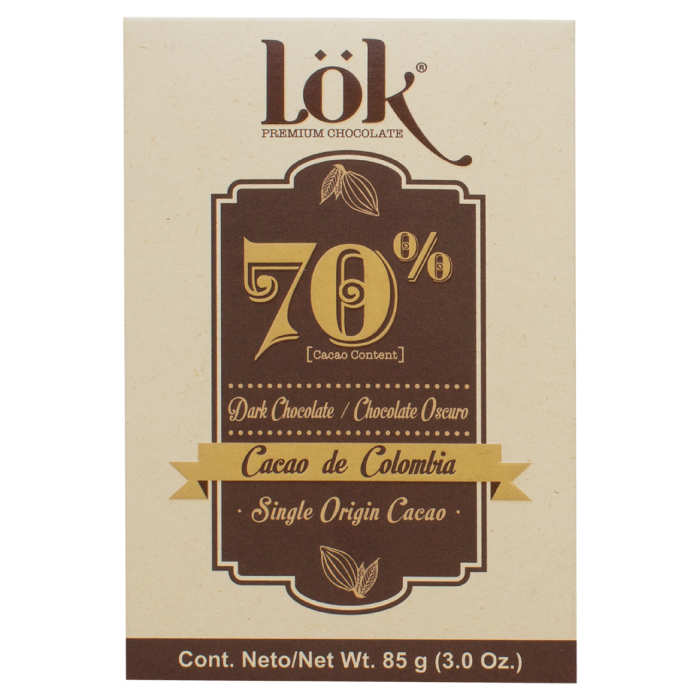 Lök®
PREMIUM CHOCOLATE
70%
[Cacao Content]
Dark Chocolate / Chocolate Oscuro
Cacao de Colombia
· Single Origin Cacao ·
Cont. Neto/Net Wt. 85 g (3.0 Oz.)